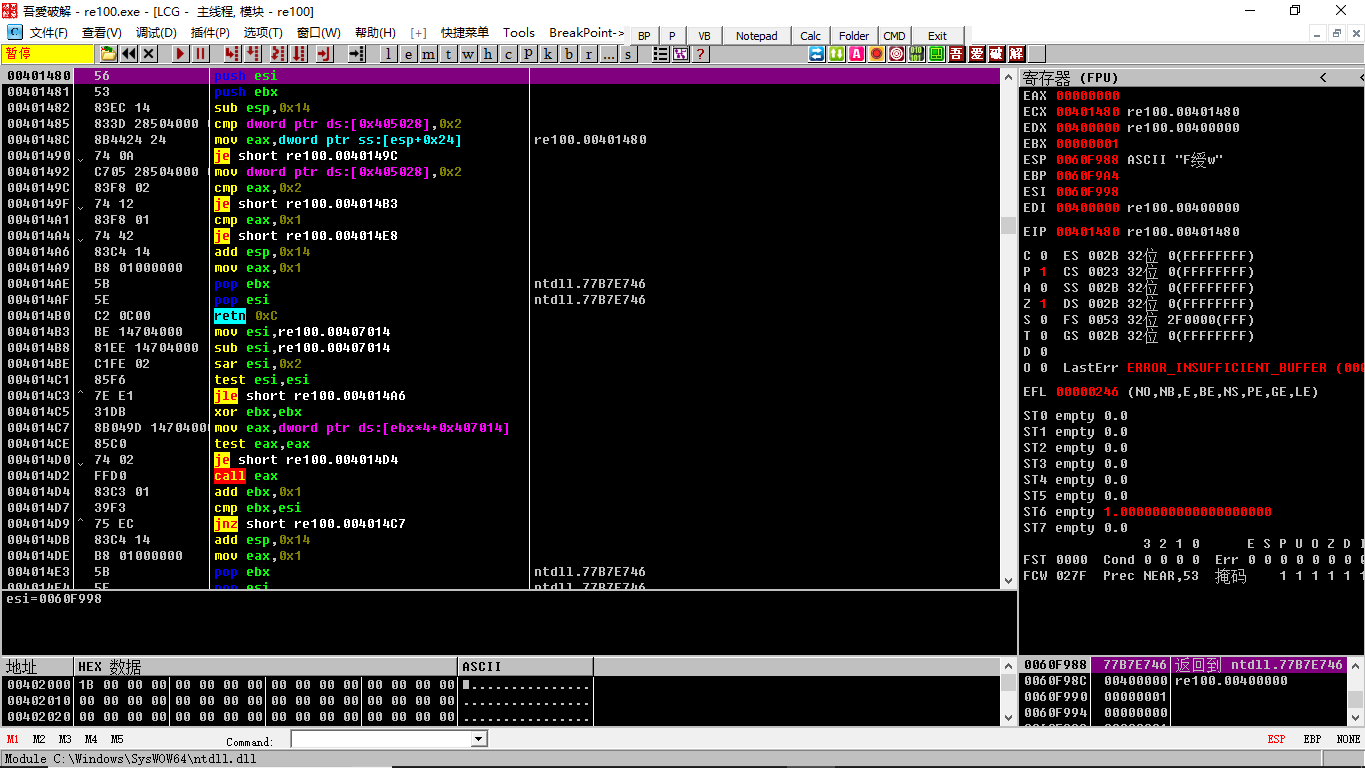 吾愛破解 - re100.exe - [LCG - 主线程, 模块 - re100]
文件(F) 查看(V) 调试(D) 插件(P) 选项(T) 窗口(W) 帮助(H) [+] 快捷菜单 Tools BreakPoint-> BP P VB Notepad Calc Folder CMD Exit
暂停 l e m t w h c p k b r ... s ? 吾 爱 破 解
00401480 56 push esi
00401481 53 push ebx
00401482 83EC 14 sub esp,0x14
00401485 833D 28504000 cmp dword ptr ds:[0x405028],0x2
0040148C 8B4424 24 mov eax,dword ptr ss:[esp+0x24] re100.00401480
00401490 74 0A je short re100.0040149C
00401492 C705 28504000 mov dword ptr ds:[0x405028],0x2
0040149C 83F8 02 cmp eax,0x2
0040149F 74 12 je short re100.004014B3
004014A1 83F8 01 cmp eax,0x1
004014A4 74 42 je short re100.004014E8
004014A6 83C4 14 add esp,0x14
004014A9 B8 01000000 mov eax,0x1
004014AE 5B pop ebx ntdll.77B7E746
004014AF 5E pop esi ntdll.77B7E746
004014B0 C2 0C00 retn 0xC
004014B3 BE 14704000 mov esi,re100.00407014
004014B8 81EE 14704000 sub esi,re100.00407014
004014BE C1FE 02 sar esi,0x2
004014C1 85F6 test esi,esi
004014C3 ^ 7E E1 jle short re100.004014A6
004014C5 31DB xor ebx,ebx
004014C7 8B049D 1470400 mov eax,dword ptr ds:[ebx*4+0x407014]
004014CE 85C0 test eax,eax
004014D0 74 02 je short re100.004014D4
004014D2 FFD0 call eax
004014D4 83C3 01 add ebx,0x1
004014D7 39F3 cmp ebx,esi
004014D9 ^ 75 EC jnz short re100.004014C7
004014DB 83C4 14 add esp,0x14
004014DE B8 01000000 mov eax,0x1
004014E3 5B pop ebx ntdll.77B7E746
004014E4 5E pop esi ntdll.77B7E746
esi=0060F998
寄存器 (FPU) < <
EAX 00000000
ECX 00401480 re100.00401480
EDX 00400000 re100.00400000
EBX 00000001
ESP 0060F988 ASCII "F绶w"
EBP 0060F9A4
ESI 0060F998
EDI 00400000 re100.00400000
EIP 00401480 re100.00401480
C 0 ES 002B 32位 0(FFFFFFFF)
P 1 CS 0023 32位 0(FFFFFFFF)
A 0 SS 002B 32位 0(FFFFFFFF)
Z 1 DS 002B 32位 0(FFFFFFFF)
S 0 FS 0053 32位 2F0000(FFF)
T 0 GS 002B 32位 0(FFFFFFFF)
D 0
O 0 LastErr ERROR_INSUFFICIENT_BUFFER (000
EFL 00000246 (NO,NB,E,BE,NS,PE,GE,LE)
ST0 empty 0.0
ST1 empty 0.0
ST2 empty 0.0
ST3 empty 0.0
ST4 empty 0.0
ST5 empty 0.0
ST6 empty 1.0000000000000000000
ST7 empty 0.0
3 2 1 0 E S P U O Z D I
FST 0000 Cond 0 0 0 0 Err 0 0 0 0 0 0 0 0
FCW 027F Prec NEAR,53 掩码 1 1 1 1 1 1
地址 HEX 数据 ASCII
00402000 1B 00 00 00 00 00 00 00 00 00 00 00 00 00 00 00 ...............
00402010 00 00 00 00 00 00 00 00 00 00 00 00 00 00 00 00 ................
00402020 00 00 00 00 00 00 00 00 00 00 00 00 00 00 00 00 ................
0060F988 77B7E746 返回到 ntdll.77B7E746
0060F98C 00400000 re100.00400000
0060F990 00000001
0060F994 00000000
M1 M2 M3 M4 M5 Command: ESP EBP NONE
Module C:\Windows\SysWOW64\ntdll.dll